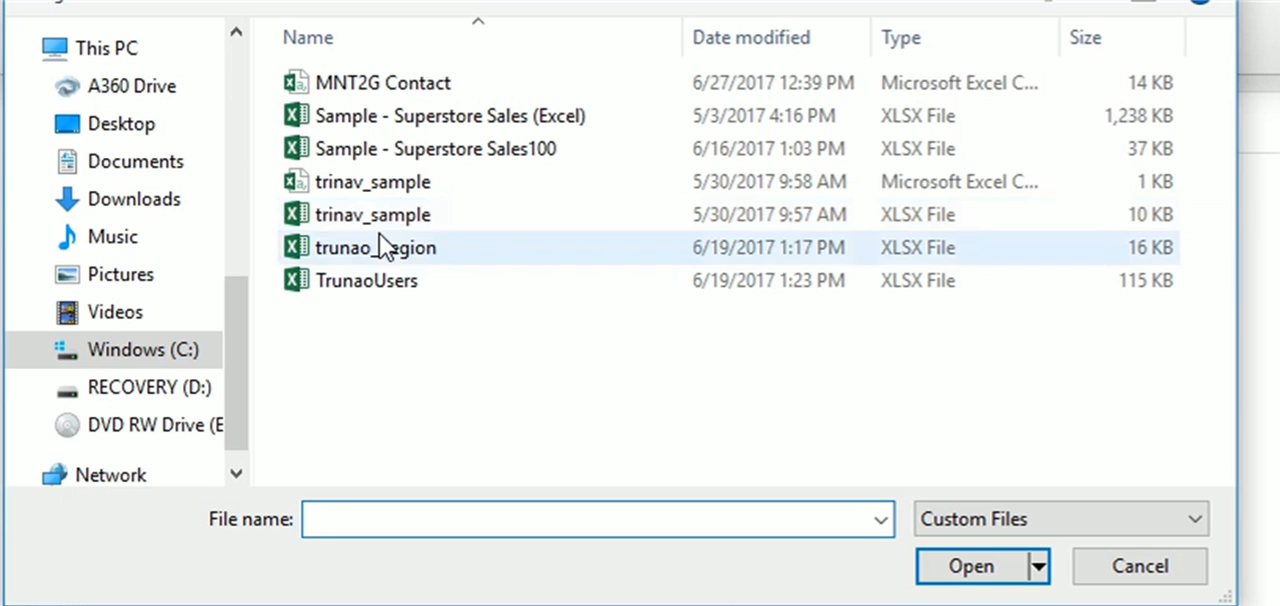 This PC
A360 Drive
Desktop
Documents
Downloads
Music
Pictures
Videos
Windows (C:)
RECOVERY (D:)
DVD RW Drive (E
Network
Name Date modified Type Size
MNT2G Contact 6/27/2017 12:39 PM Microsoft Excel C... 14 KB
Sample - Superstore Sales (Excel) 5/3/2017 4:16 PM XLSX File 1,238 KB
Sample - Superstore Sales100 6/16/2017 1:03 PM XLSX File 37 KB
trinav_sample 5/30/2017 9:58 AM Microsoft Excel C... 1 KB
trinav_sample 5/30/2017 9:57 AM XLSX File 10 KB
trunao_region 6/19/2017 1:17 PM XLSX File 16 KB
TrunaoUsers 6/19/2017 1:23 PM XLSX File 115 KB
File name: Custom Files
Open Cancel